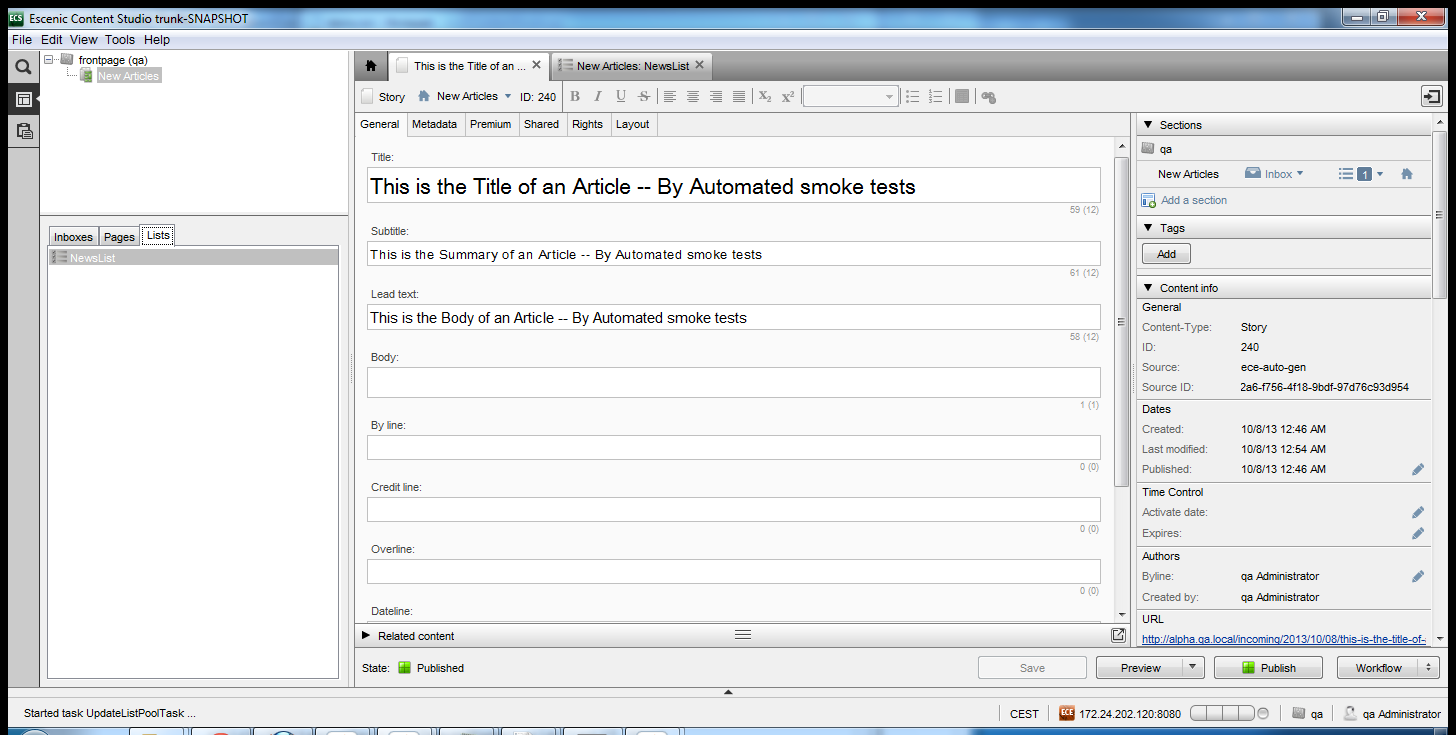 ECS Escenic Content Studio trunk-SNAPSHOT
File Edit View Tools Help
frontpage (qa)
New Articles
Inboxes Pages Lists
NewsList
This is the Title of an ... New Articles: NewsList
Story New Articles ID: 240 B I U S X2 X2
General Metadata Premium Shared Rights Layout
Title:
This is the Title of an Article -- By Automated smoke tests
59 (12)
Subtitle:
This is the Summary of an Article -- By Automated smoke tests
61 (12)
Lead text:
This is the Body of an Article -- By Automated smoke tests
58 (12)
Body:
1 (1)
By line:
0 (0)
Credit line:
0 (0)
Overline:
0 (0)
Dateline:
Related content
State: Published Save Preview Publish Workflow
Sections
qa
New Articles Inbox 1
Add a section
Tags
Add
Content info
General
Content-Type: Story
ID: 240
Source: ece-auto-gen
Source ID: 2a6-f756-4f18-9bdf-97d76c93d954
Dates
Created: 10/8/13 12:46 AM
Last modified: 10/8/13 12:54 AM
Published: 10/8/13 12:46 AM
Time Control
Activate date:
Expires:
Authors
Byline: qa Administrator
Created by: qa Administrator
URL
http://alpha.qa.local/incoming/2013/10/08/this-is-the-title-of-
Started task UpdateListPoolTask ... CEST ECE 172.24.202.120:8080 qa qa Administrator